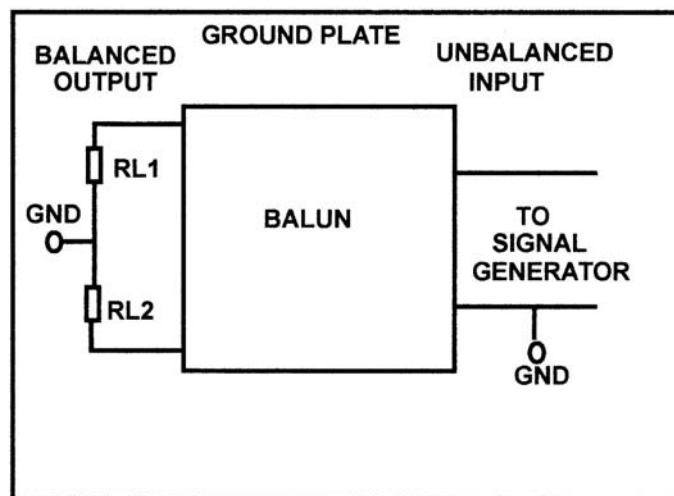 GROUND PLATE
BALANCED
OUTPUT
UNBALANCED
INPUT
RL1
GND
BALUN
TO
SIGNAL
GENERATOR
RL2
GND